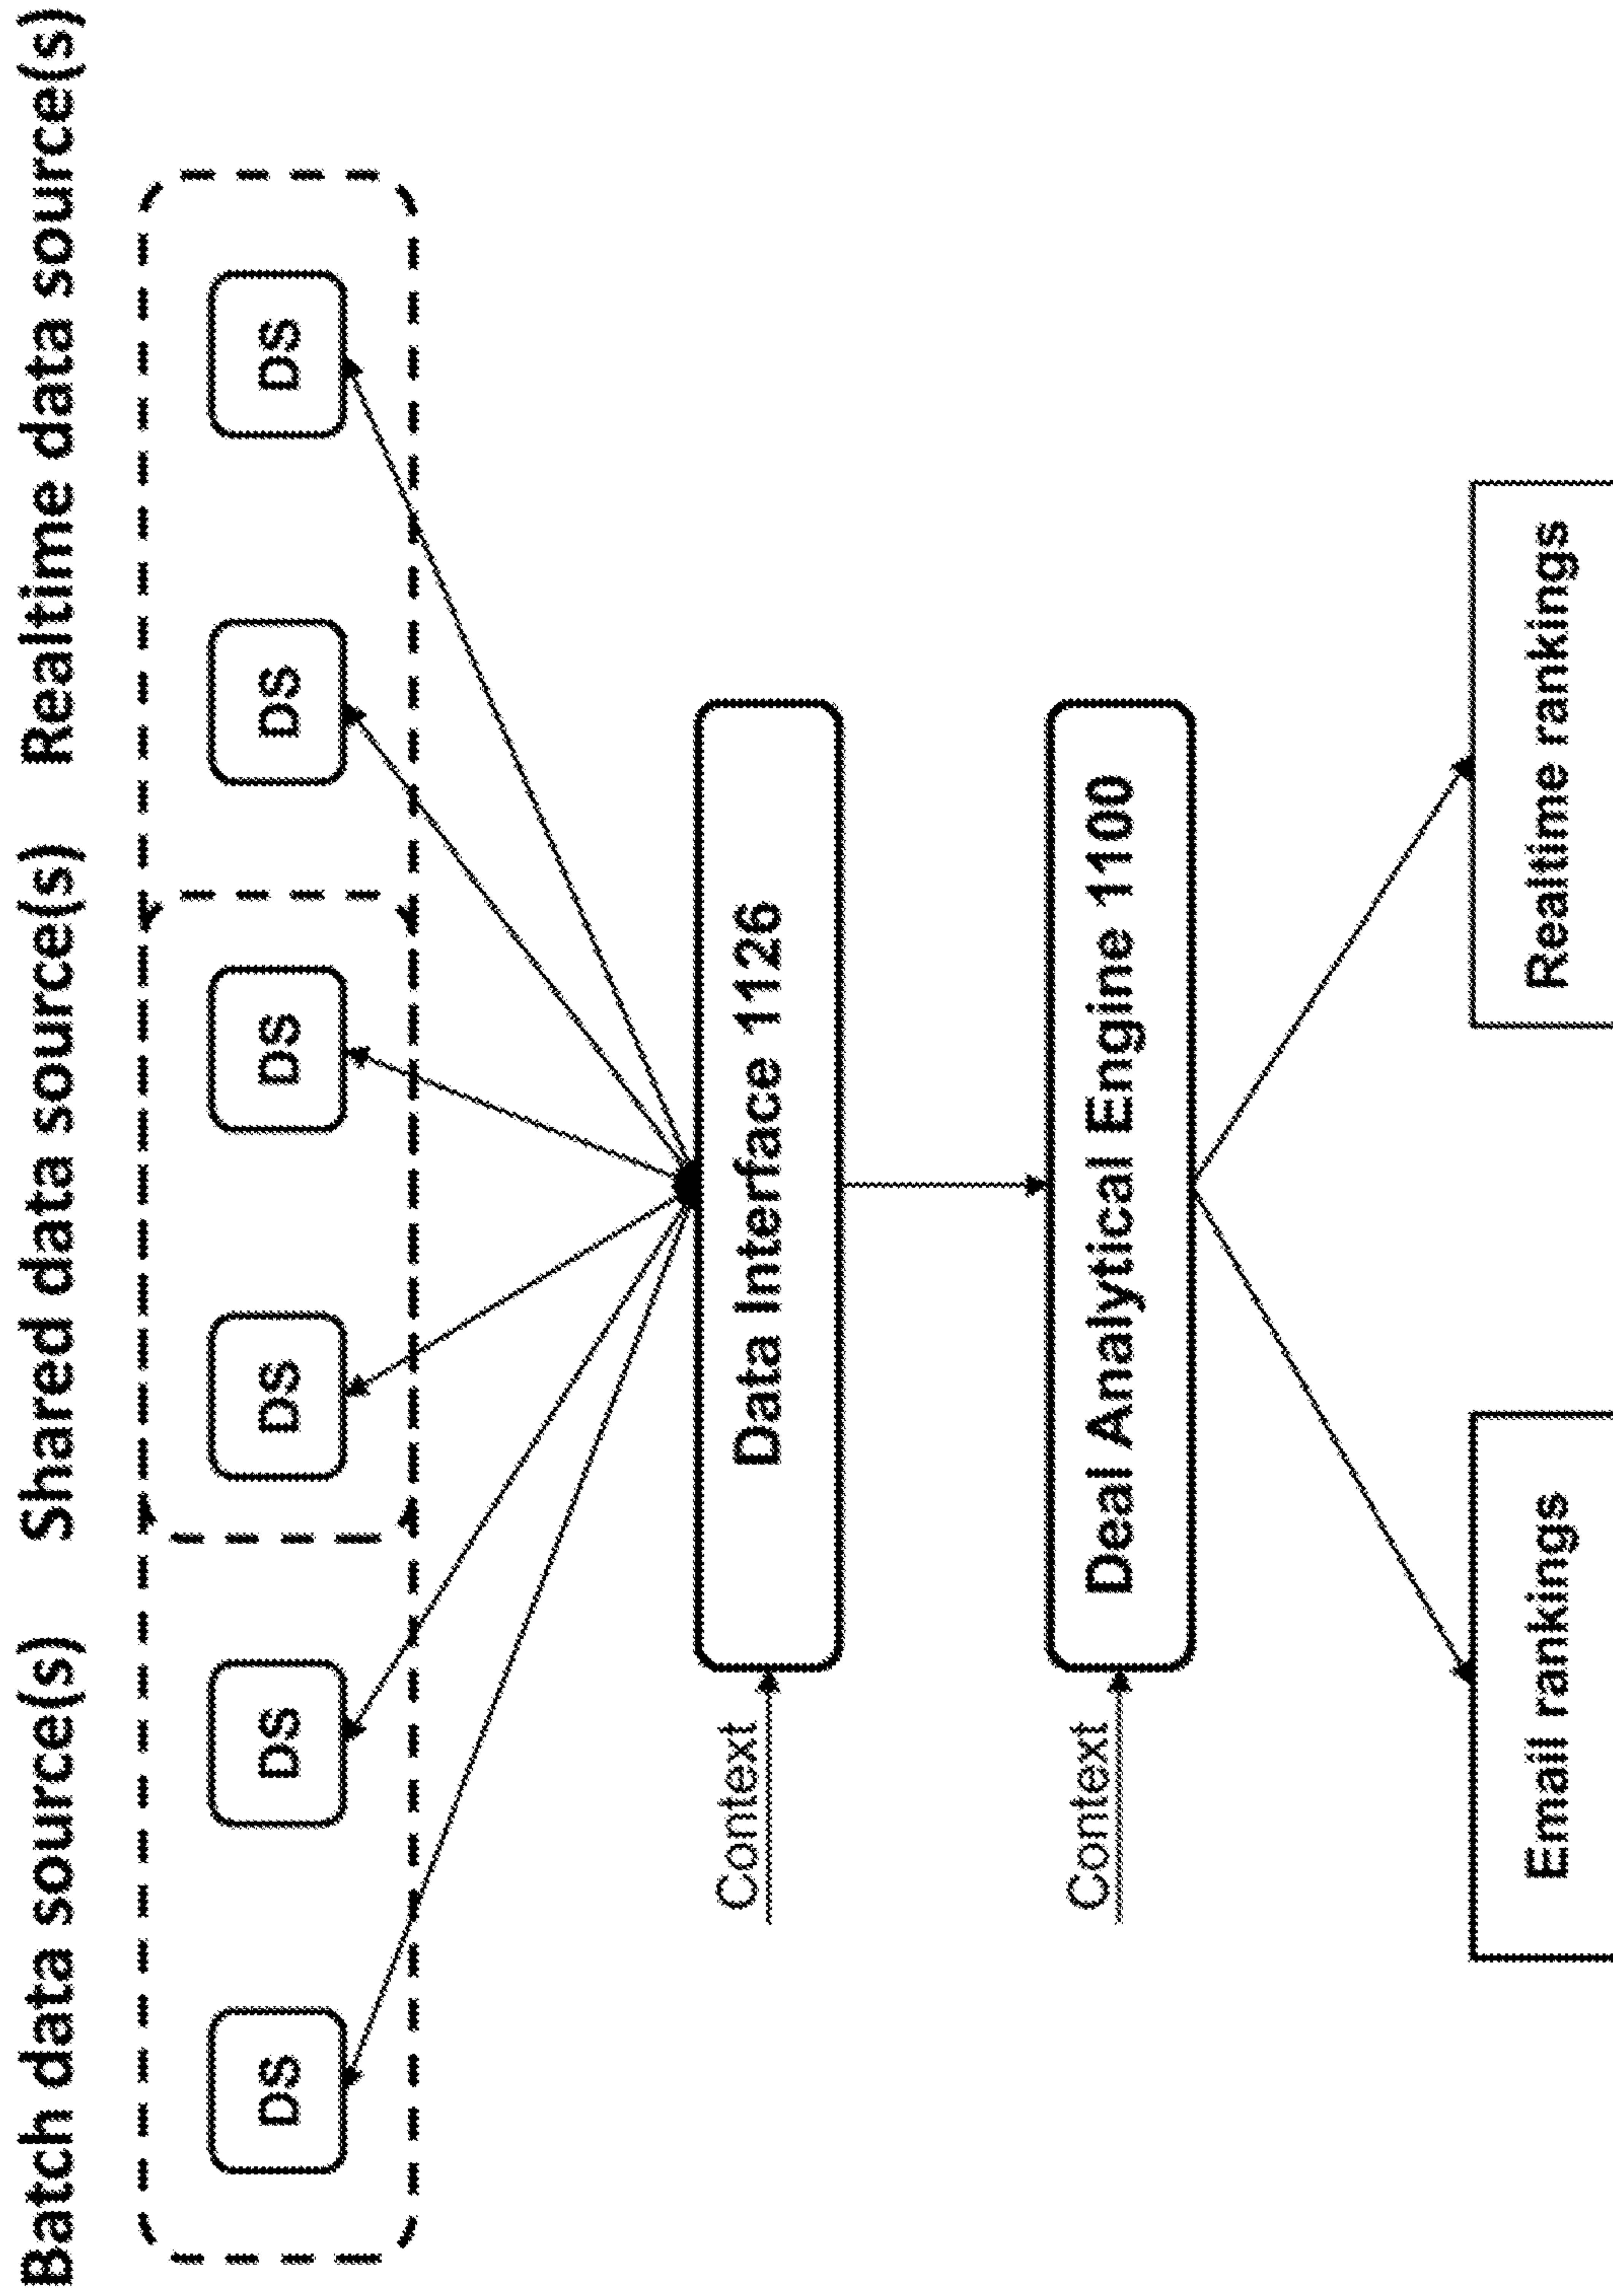 Batch data source(s)
Shared data source(s)
Realtime data source(s)
DS
DS
DS
DS
DS
DS
Context
Data Interface 1126
Context
Deal Analytical Engine 1100
Email rankings
Realtime rankings